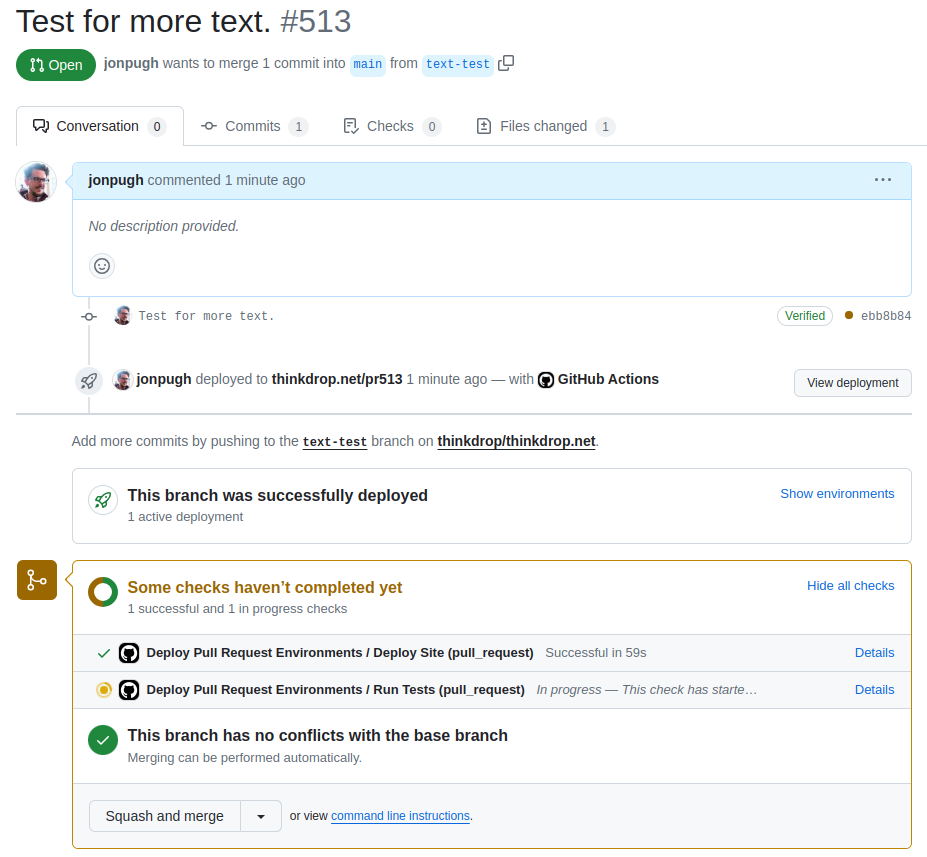 Test for more text. #513
Open jonpugh wants to merge 1 commit into main from text-test
Conversation 0 Commits 1 Checks 0 Files changed 1
jonpugh commented 1 minute ago
No description provided.
Test for more text. Verified ebb8b84
jonpugh deployed to thinkdrop.net/pr513 1 minute ago — with GitHub Actions View deployment
Add more commits by pushing to the text-test branch on thinkdrop/thinkdrop.net.
This branch was successfully deployed Show environments
1 active deployment
Some checks haven’t completed yet Hide all checks
1 successful and 1 in progress checks
Deploy Pull Request Environments / Deploy Site (pull_request) Successful in 59s Details
Deploy Pull Request Environments / Run Tests (pull_request) In progress — This check has starte… Details
This branch has no conflicts with the base branch
Merging can be performed automatically.
Squash and merge or view command line instructions.